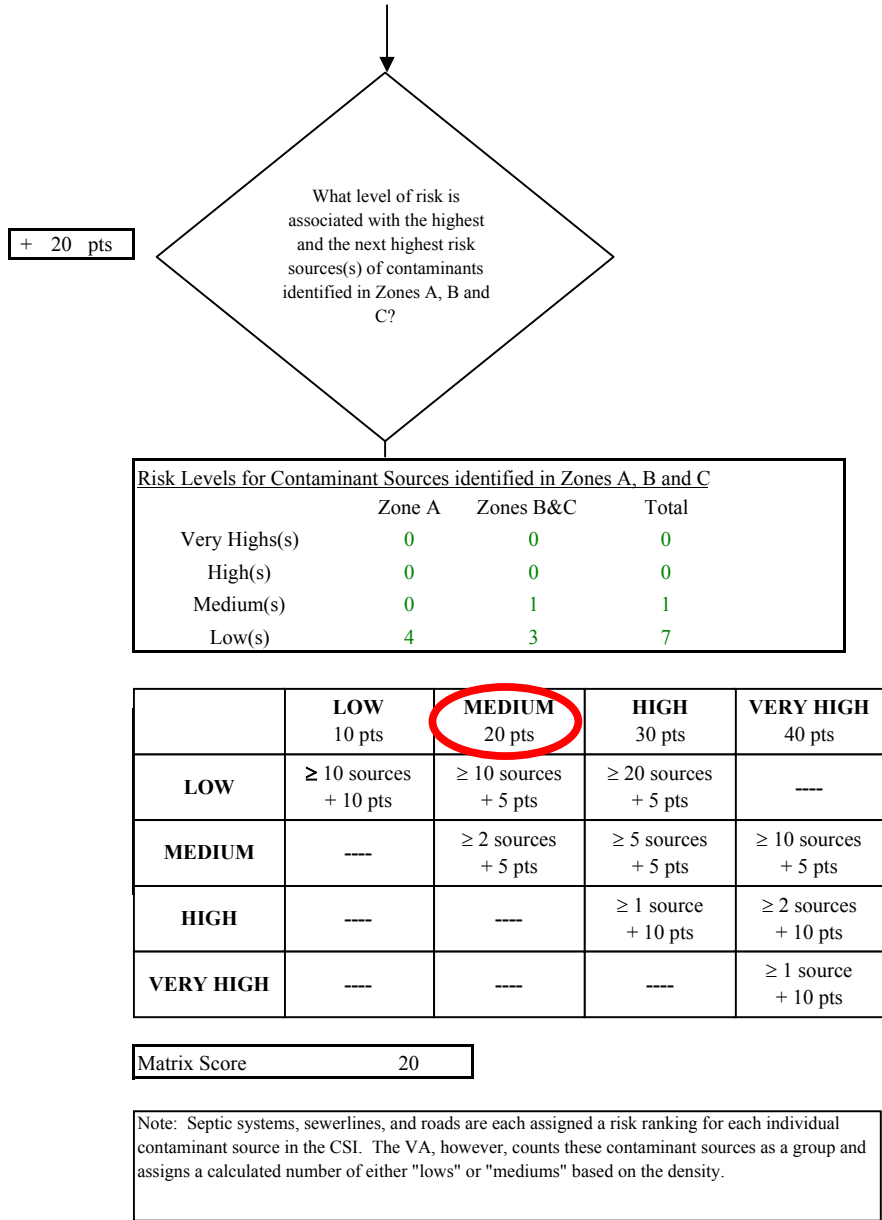 What level of risk is
associated with the highest
and the next highest risk
sources(s) of contaminants
identified in Zones A, B and
C?
+ 20 pts
Risk Levels for Contaminant Sources identified in Zones A, B and C
Zone A Zones B&C Total
Very Highs(s) 0 0 0
High(s) 0 0 0
Medium(s) 0 1 1
Low(s) 4 3 7
LOW MEDIUM HIGH VERY HIGH
10 pts 20 pts 30 pts 40 pts
LOW ≥ 10 sources ≥ 10 sources ≥ 20 sources ----
+ 10 pts + 5 pts + 5 pts
MEDIUM ---- ≥ 2 sources ≥ 5 sources ≥ 10 sources
+ 5 pts + 5 pts + 5 pts
HIGH ---- ---- ≥ 1 source ≥ 2 sources
+ 10 pts + 10 pts
VERY HIGH ---- ---- ---- ≥ 1 source
+ 10 pts
Matrix Score 20
Note: Septic systems, sewerlines, and roads are each assigned a risk ranking for each individual
contaminant source in the CSI. The VA, however, counts these contaminant sources as a group and
assigns a calculated number of either "lows" or "mediums" based on the density.